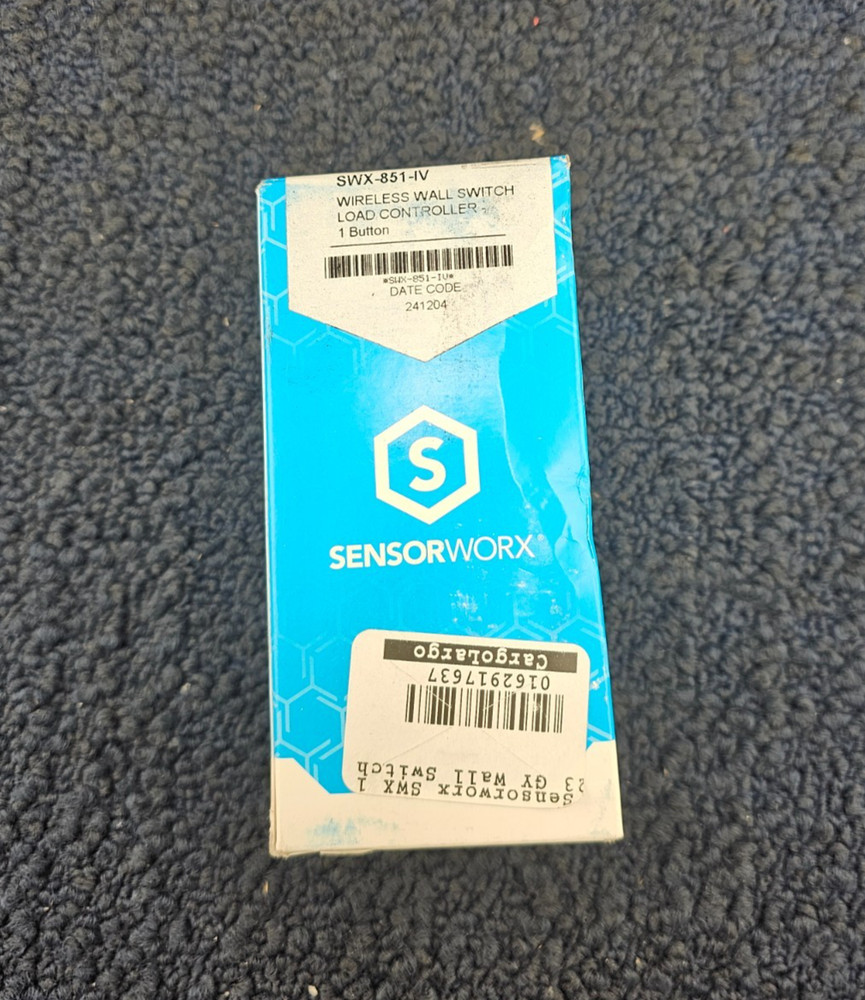 SWX-851-IV
WIRELESS WALL SWITCH
LOAD CONTROLLER -
1 Button
*SWX-851-IV*
DATE CODE
241204
S
SENSORWORX
CargoLargo
01629177637
Sensorworx SWX 1
23 GY Wall Switch